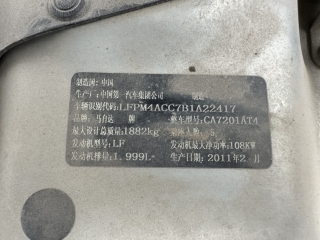 制造国: 中国
生产厂: 中国第一汽车集团公司 制造
车辆识别代号: LFPM4ACC7B1A22417
品牌: 马自达 牌 整车型号: CA7201AT4
最大设计总质量: 1882kg 乘座人数: 5
发动机型号: LF 发动机最大净功率: 108KW
发动机排量: 1.999L 生产日期: 2011年2月